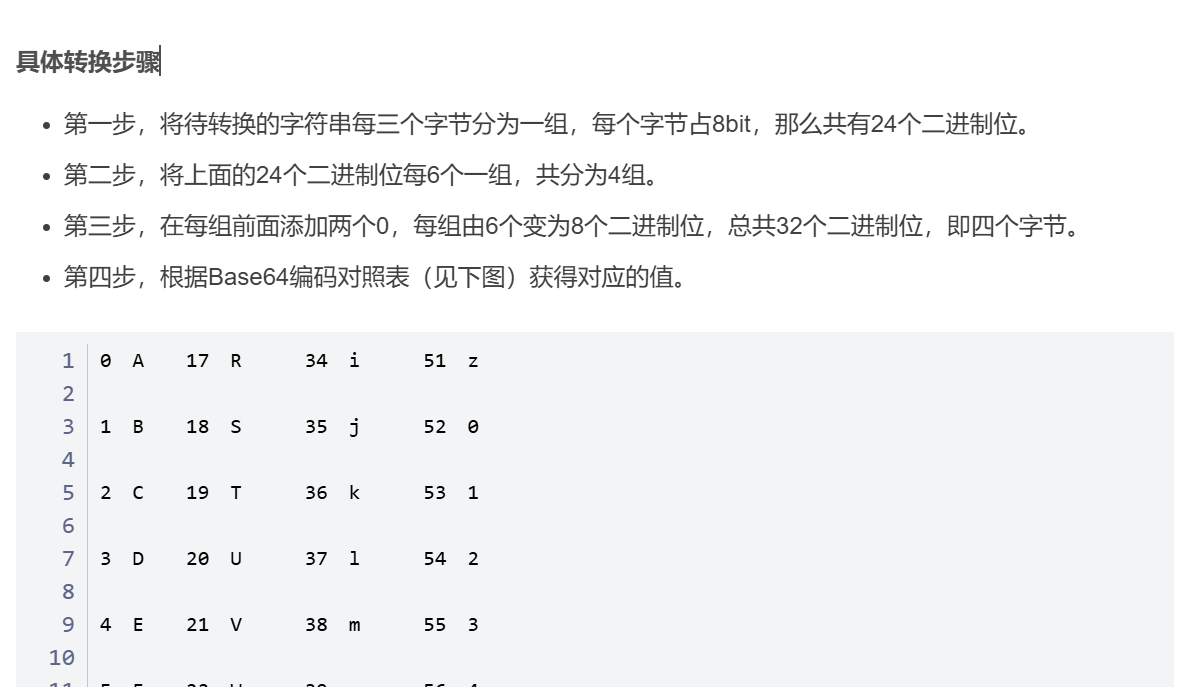 具体转换步骤
• 第一步，将待转换的字符串每三个字节分为一组，每个字节占8bit，那么共有24个二进制位。
• 第二步，将上面的24个二进制位每6个一组，共分为4组。
• 第三步，在每组前面添加两个0，每组由6个变为8个二进制位，总共32个二进制位，即四个字节。
• 第四步，根据Base64编码对照表（见下图）获得对应的值。
1 0 A 17 R 34 i 51 z
2
3 1 B 18 S 35 j 52 0
4
5 2 C 19 T 36 k 53 1
6
7 3 D 20 U 37 l 54 2
8
9 4 E 21 V 38 m 55 3
10